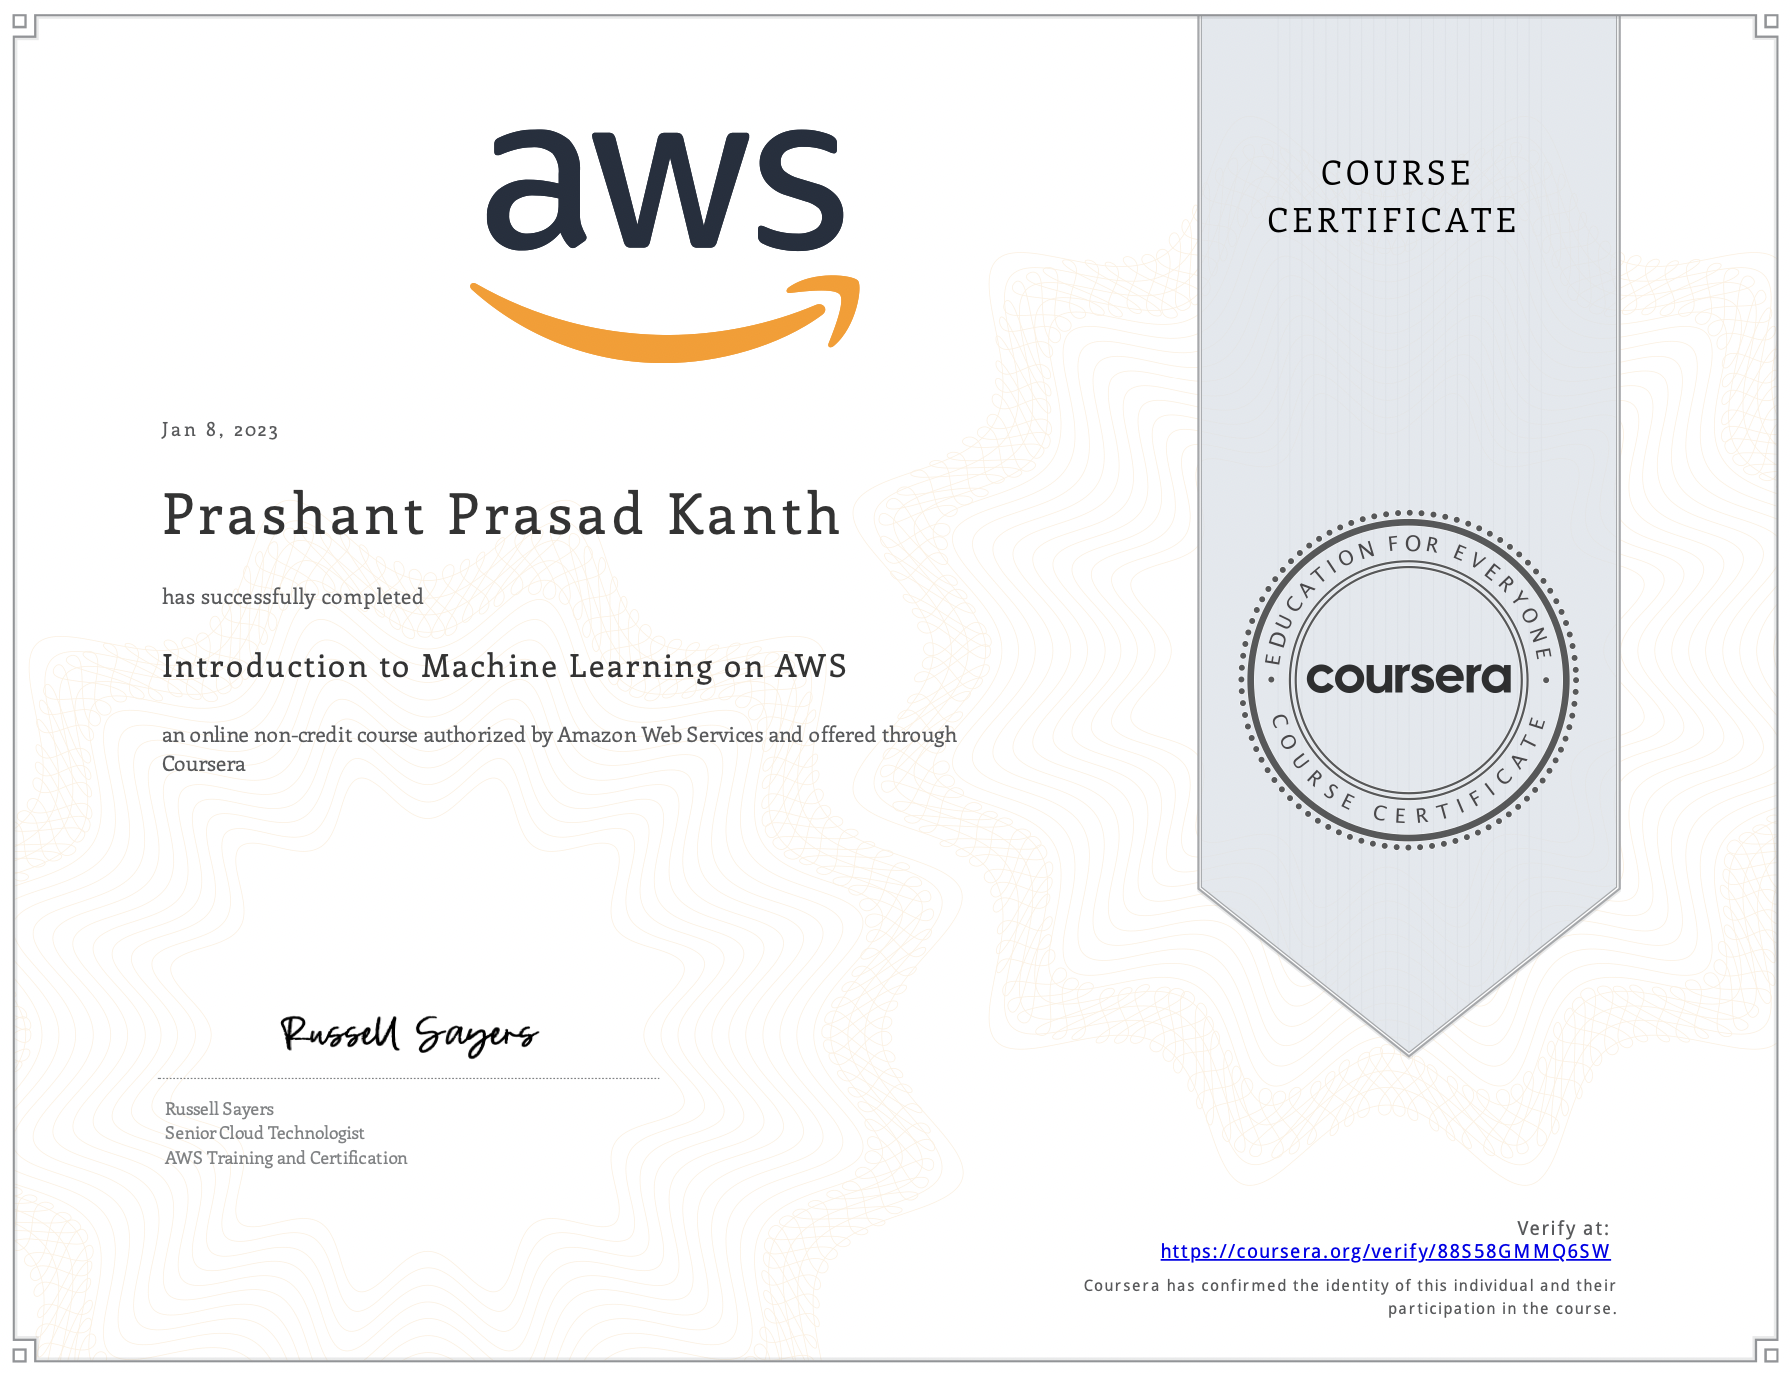 aws
COURSE
CERTIFICATE
Jan 8, 2023
Prashant Prasad Kanth
has successfully completed
Introduction to Machine Learning on AWS
an online non-credit course authorized by Amazon Web Services and offered through
Coursera
EDUCATION FOR EVERYONE
coursera
COURSE CERTIFICATE
Russell Sayers
Russell Sayers
Senior Cloud Technologist
AWS Training and Certification
Verify at:
https://coursera.org/verify/88S58GMMQ6SW
Coursera has confirmed the identity of this individual and their
participation in the course.